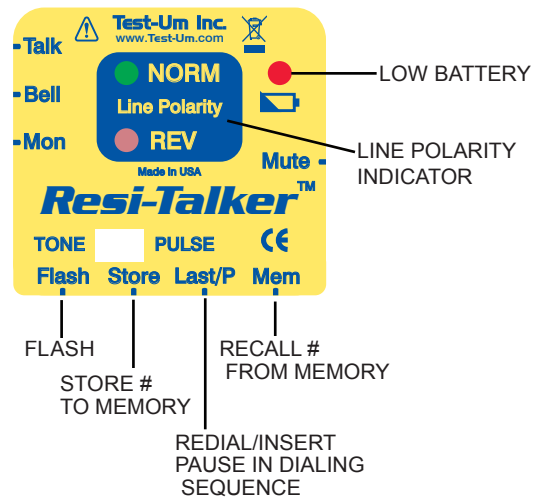 Test-Um Inc.
www.Test-Um.com
Talk
Bell
Mon
NORM
Line Polarity
REV
Mute
Made in USA
Resi-Talker™
TONE PULSE CE
Flash Store Last/P Mem
LOW BATTERY
LINE POLARITY
INDICATOR
FLASH
STORE #
TO MEMORY
REDIAL/INSERT
PAUSE IN DIALING
SEQUENCE
RECALL #
FROM MEMORY